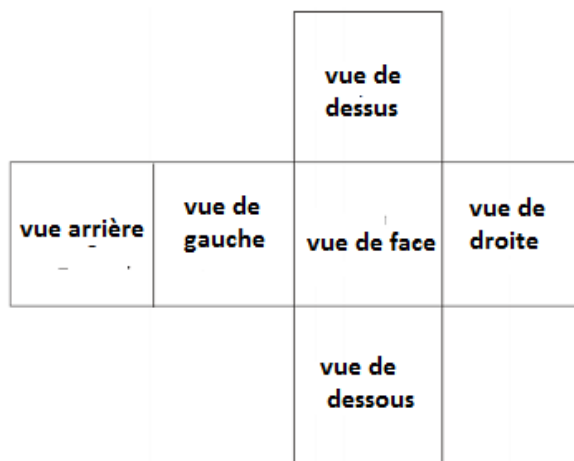 vue de
dessus
vue arrière
vue de
gauche
vue de face
vue de
droite
vue de
dessous